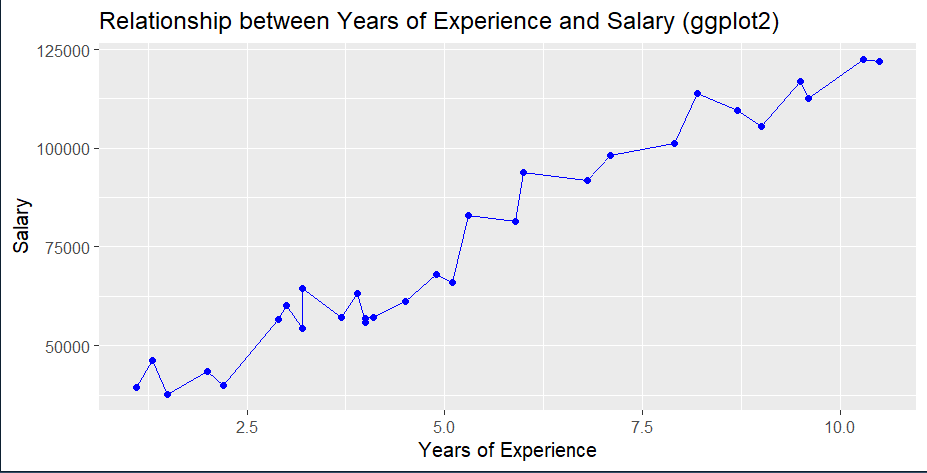 Relationship between Years of Experience and Salary (ggplot2)
125000
100000
75000
50000
Salary
2.5 5.0 7.5 10.0
Years of Experience